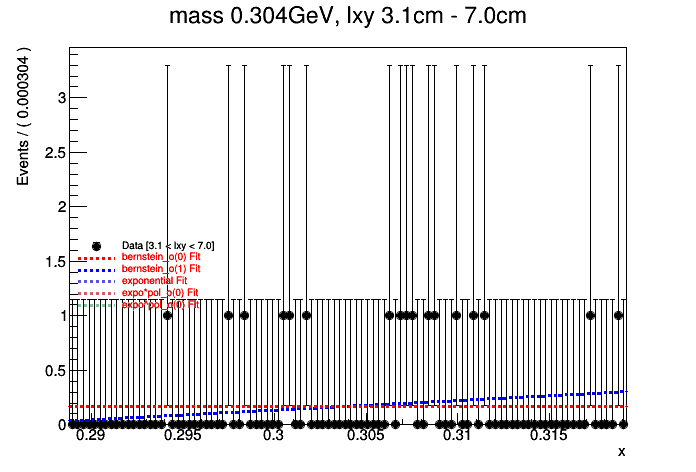 mass 0.304GeV, lxy 3.1cm - 7.0cm
Events / ( 0.000304 )
3
2.5
2
Data [3.1 < lxy < 7.0]
bernstein_o(0) Fit
1.5
bernstein_o(1) Fit
exponential Fit
expo*pol_o(0) Fit
1
0.5
0
0.29 0.295 0.3 0.305 0.31 0.315
x